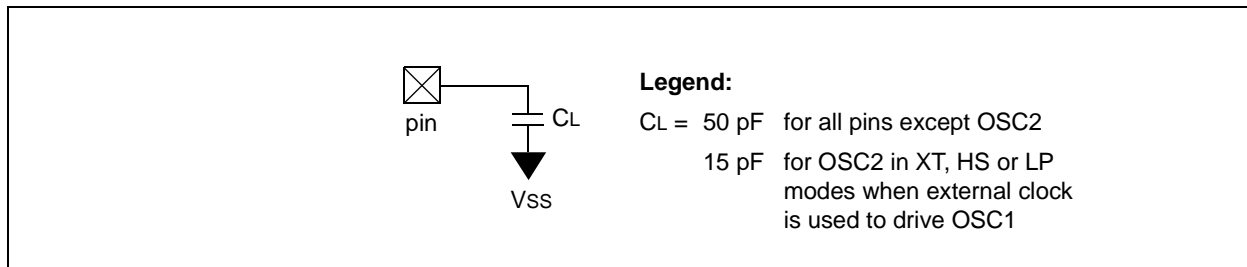 Legend:
pin
CL
CL = 50 pF for all pins except OSC2
15 pF for OSC2 in XT, HS or LP
modes when external clock
is used to drive OSC1
VSS